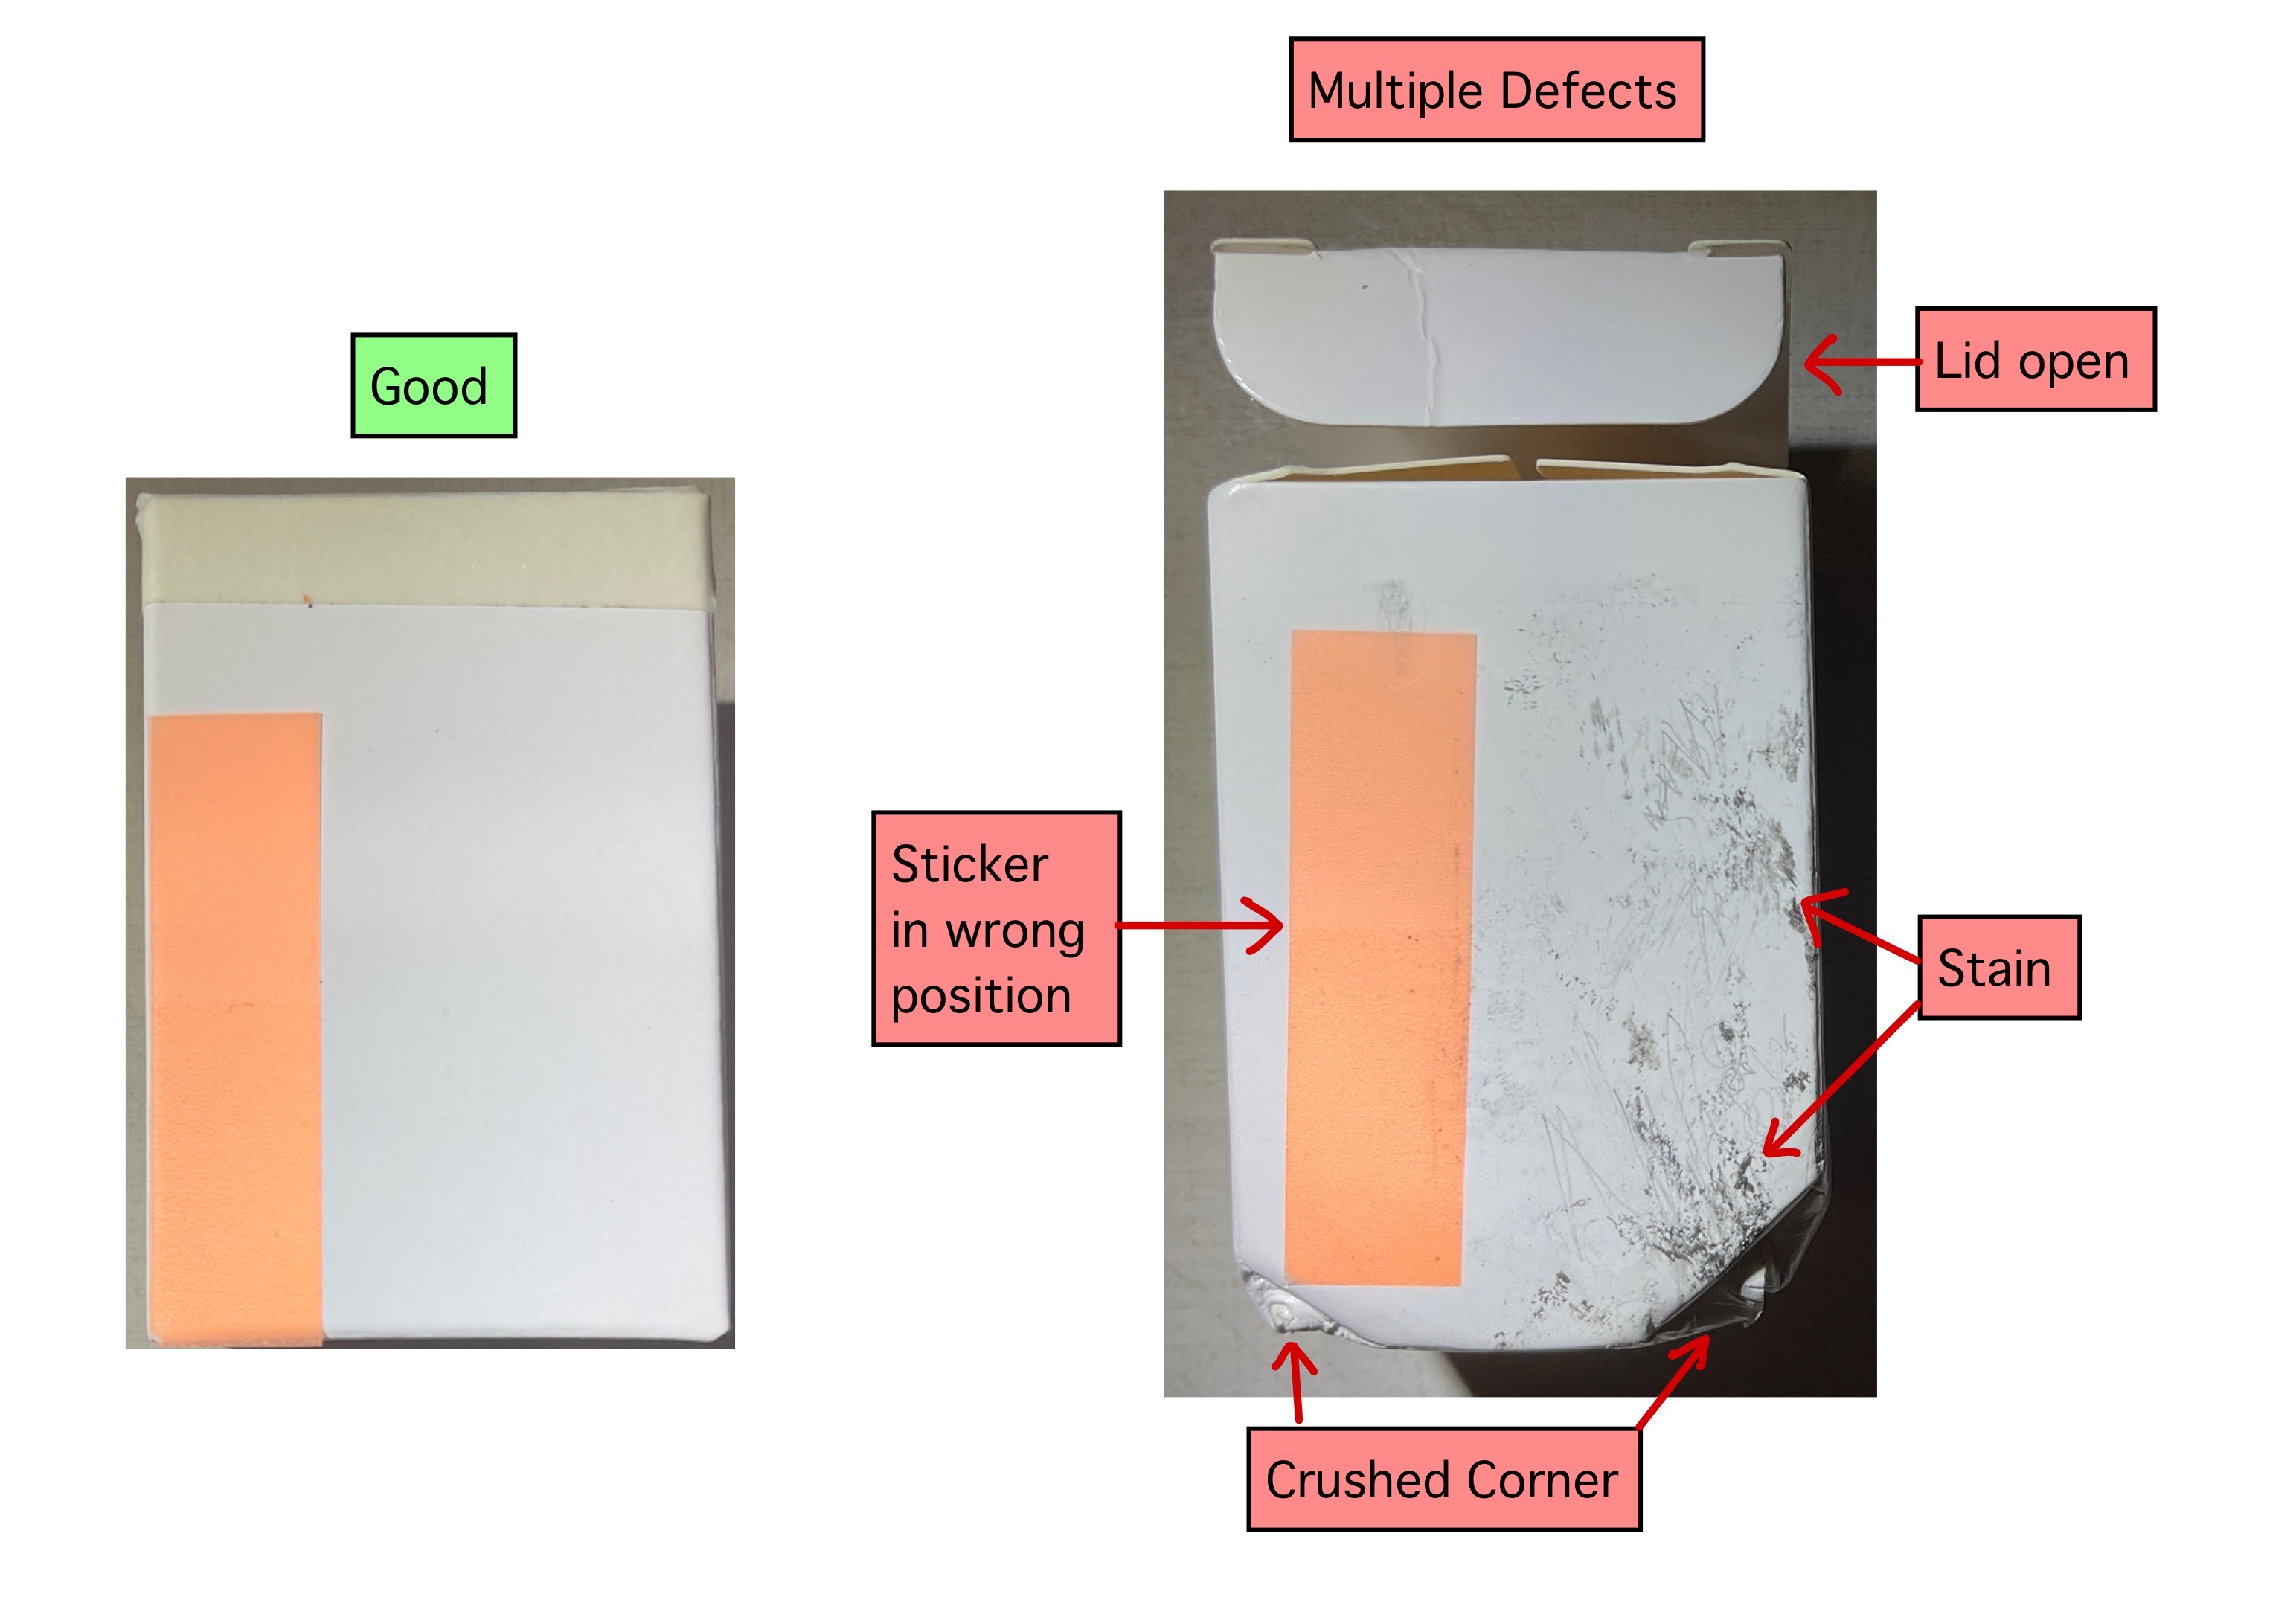 Multiple Defects
Good
Lid open
Sticker
in wrong
position
Stain
Crushed Corner